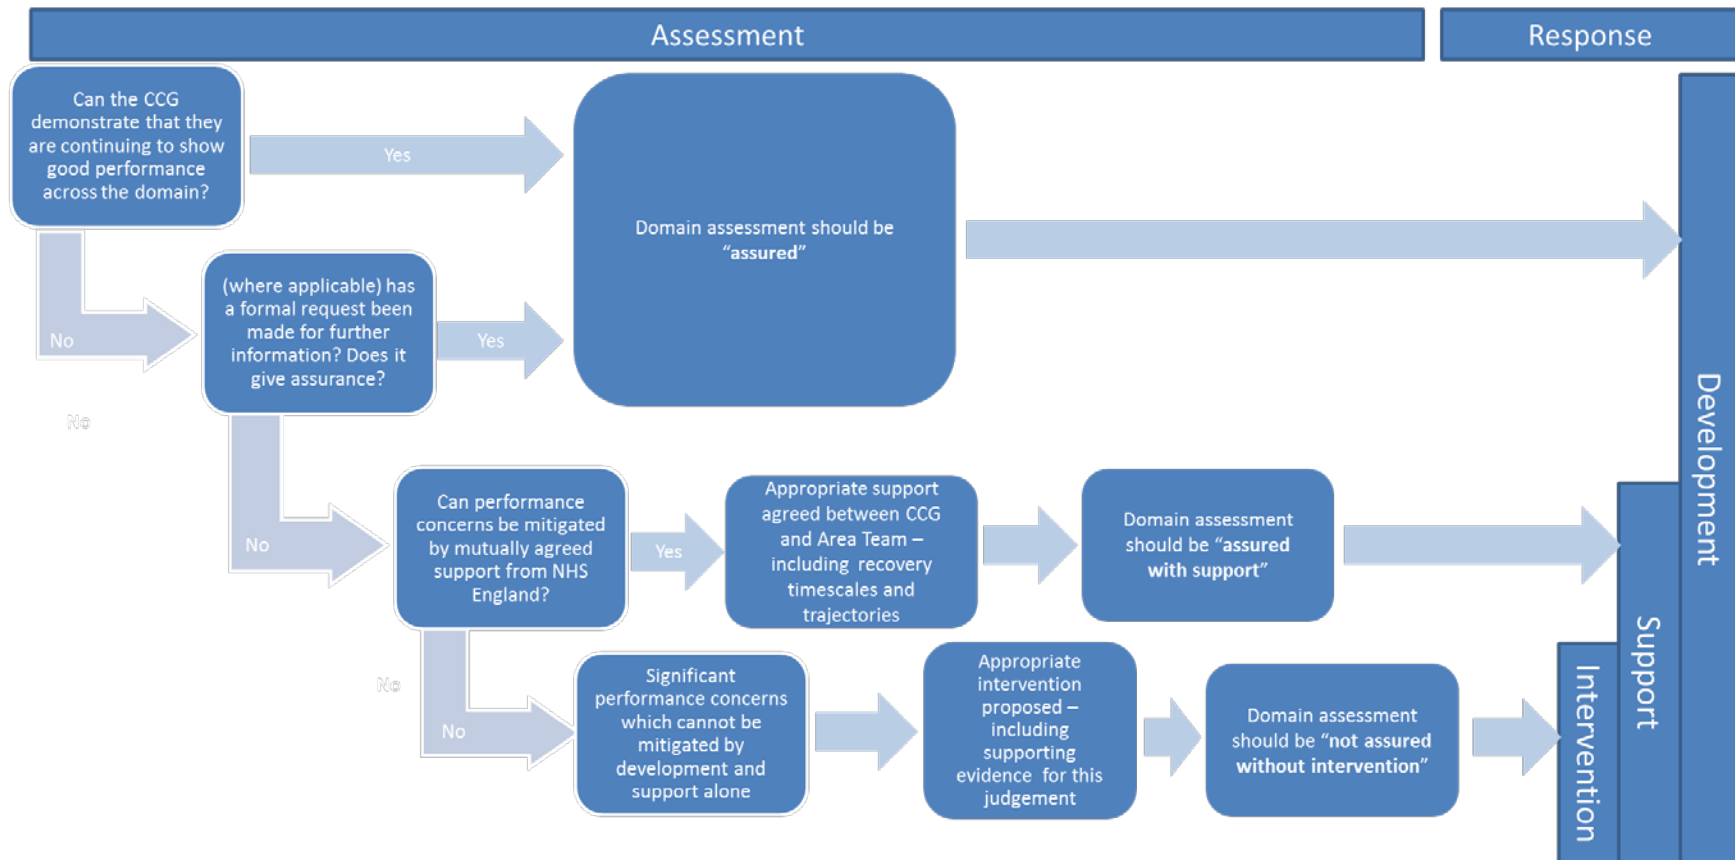 Assessment
Response
Can the CCG
demonstrate that they
are continuing to show
good performance
across the domain?
Yes
Domain assessment should be
“assured”
No
(where applicable) has
a formal request been
made for further
information? Does it
give assurance?
Yes
No
No
Can performance
concerns be mitigated
by mutually agreed
support from NHS
England?
Yes
Appropriate support
agreed between CCG
and Area Team –
including recovery
timescales and
trajectories
Domain assessment
should be “assured
with support”
No
No
Significant
performance concerns
which cannot be
mitigated by
development and
support alone
Appropriate
intervention
proposed –
including
supporting
evidence for this
judgement
Domain assessment
should be “not assured
without intervention”
Intervention
Support
Development